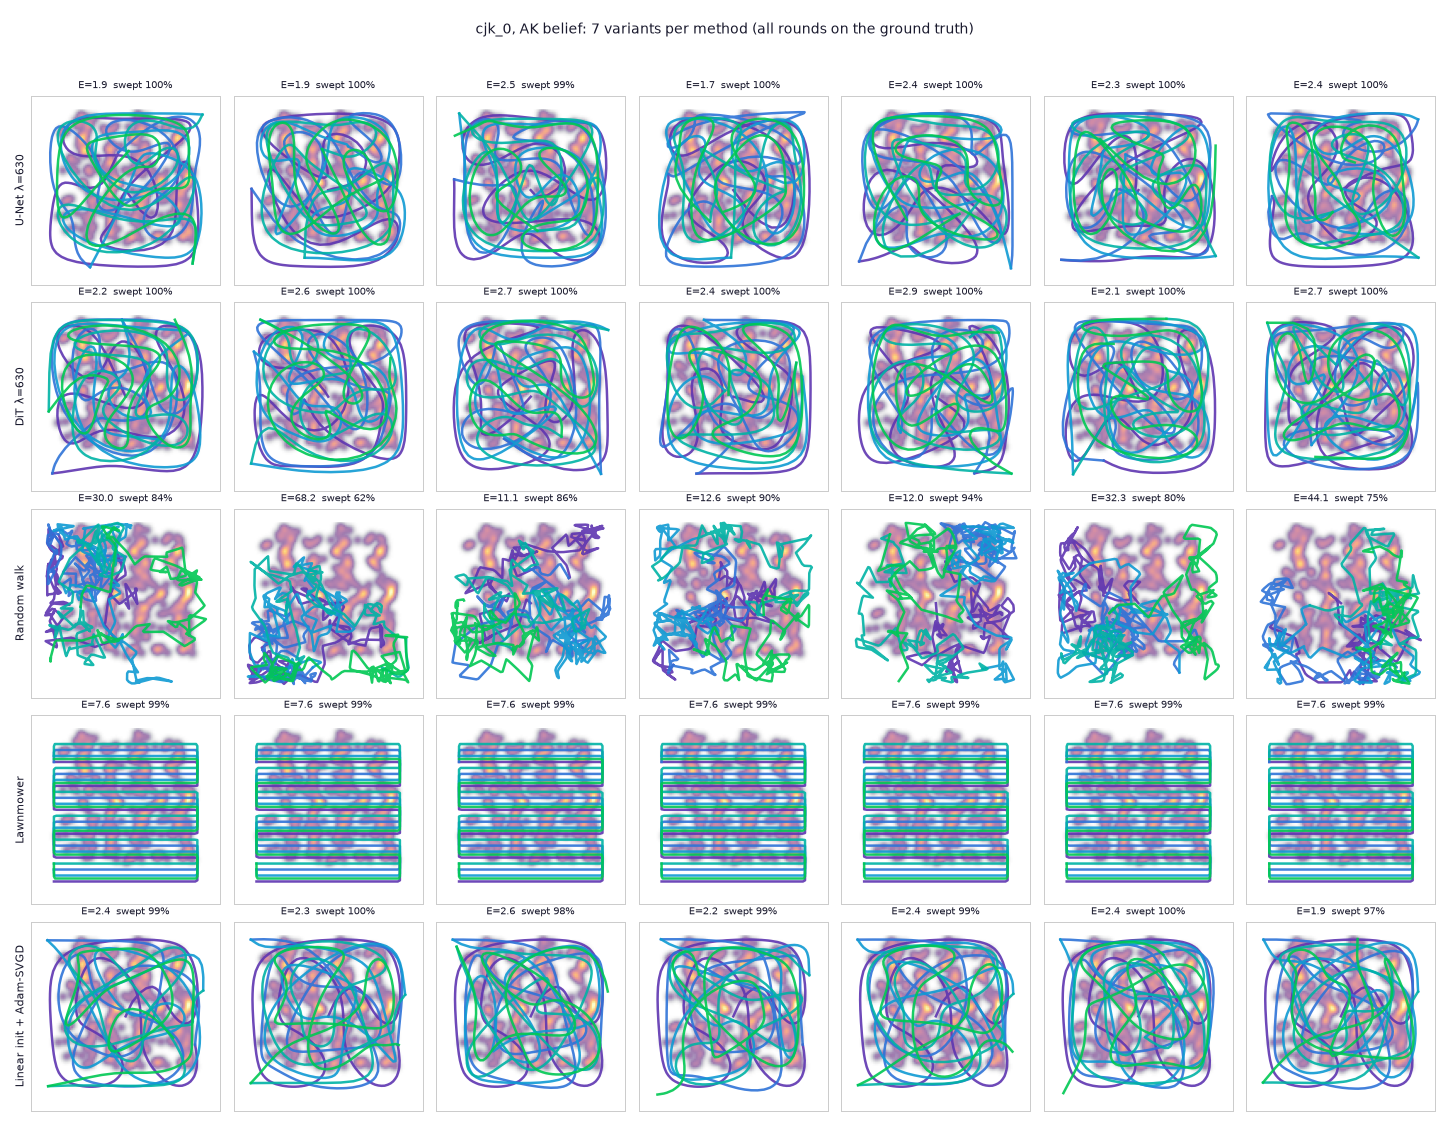 cjk_0, AK belief: 7 variants per method (all rounds on the ground truth)
E=1.9 swept 100% E=1.9 swept 100% E=2.5 swept 99% E=1.7 swept 100% E=2.4 swept 100% E=2.3 swept 100% E=2.4 swept 100%
U-Net λ=630
E=2.2 swept 100% E=2.6 swept 100% E=2.7 swept 100% E=2.4 swept 100% E=2.9 swept 100% E=2.1 swept 100% E=2.7 swept 100%
DiT λ=630
E=30.0 swept 84% E=68.2 swept 62% E=11.1 swept 86% E=12.6 swept 90% E=12.0 swept 94% E=32.3 swept 80% E=44.1 swept 75%
Random walk
E=7.6 swept 99% E=7.6 swept 99% E=7.6 swept 99% E=7.6 swept 99% E=7.6 swept 99% E=7.6 swept 99% E=7.6 swept 99%
Lawnmower
E=2.4 swept 99% E=2.3 swept 100% E=2.6 swept 98% E=2.2 swept 99% E=2.4 swept 99% E=2.4 swept 100% E=1.9 swept 97%
Linear init + Adam-SVGD